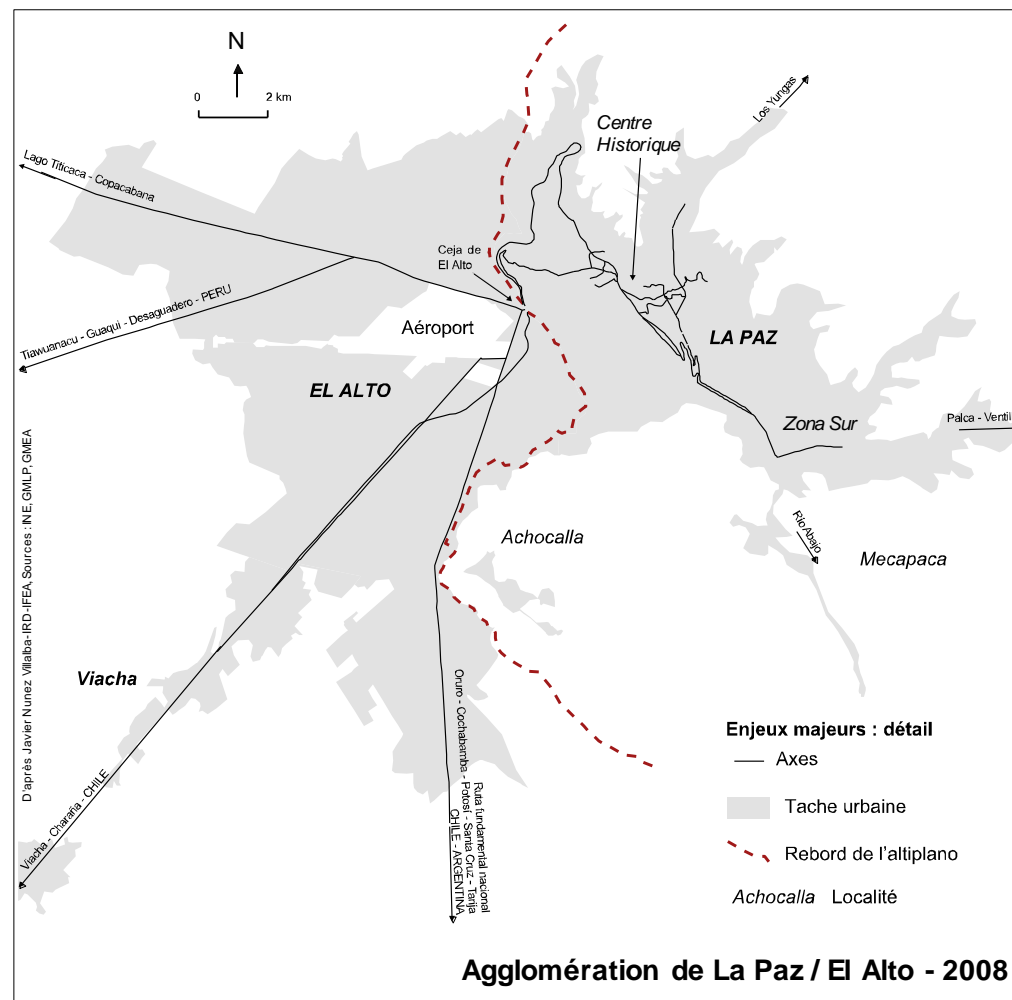 N
0 2 km
Los Yungas
Centre
Historique
Lago Titicaca - Copacabana
Ceja de
El Alto
Tiawuanacu - Guaqui - Desaguadero - PERU
Aéroport
LA PAZ
EL ALTO
Zona Sur
Palca - Ventil
D'après Javier Nunez Villalba-IRD-IFEA, Sources : INE, GMLP, GMEA
Achocalla
Río Abajo
Mecapaca
Viacha
Viacha - Charaña - CHILE
Ruta fundamental nacional
Oruro - Cochabamba - Potosí - Santa Cruz - Tarija
CHILE - ARGENTINA
Enjeux majeurs : détail
Axes
Tache urbaine
Rebord de l'altiplano
Achocalla Localité
Agglomération de La Paz / El Alto - 2008